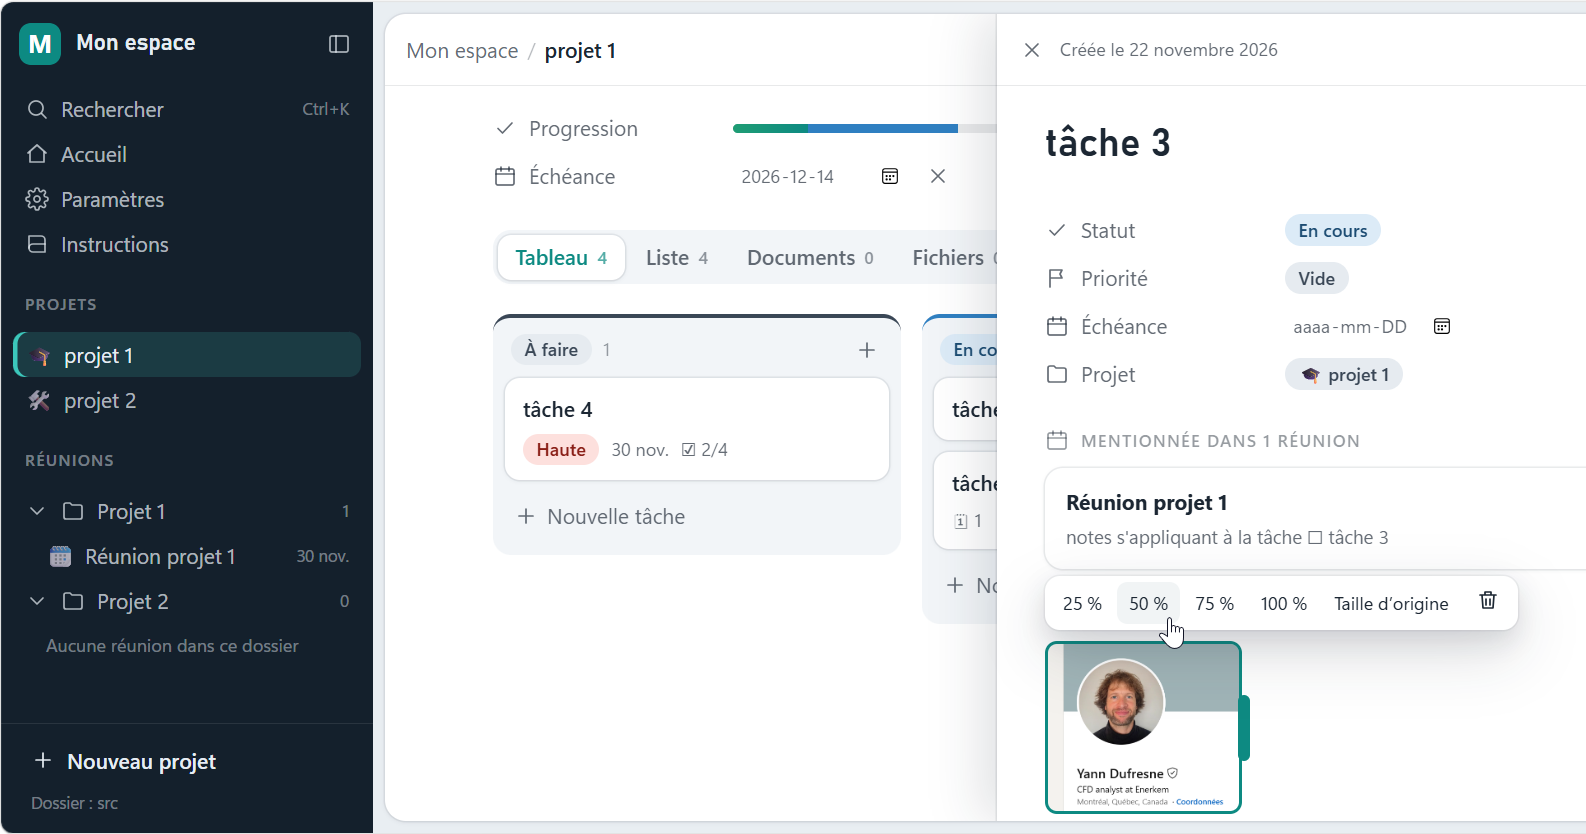 M Mon espace
Rechercher Ctrl+K
Accueil
Paramètres
Instructions
PROJETS
projet 1
projet 2
RÉUNIONS
Projet 1 1
Réunion projet 1 30 nov.
Projet 2 0
Aucune réunion dans ce dossier
+ Nouveau projet
Dossier : src
Mon espace / projet 1
Progression
Échéance 2026-12-14
Tableau 4 Liste 4 Documents 0 Fichiers
À faire 1 +
tâche 4
Haute 30 nov. ☑ 2/4
+ Nouvelle tâche
En co
tâche
tâche
1
+ No
Créée le 22 novembre 2026
tâche 3
Statut En cours
Priorité Vide
Échéance aaaa-mm-DD
Projet projet 1
MENTIONNÉE DANS 1 RÉUNION
Réunion projet 1
notes s'appliquant à la tâche ☐ tâche 3
25 % 50 % 75 % 100 % Taille d’origine
Yann Dufresne
CFD analyst at Enerkem
Montréal, Québec, Canada · Coordonnées